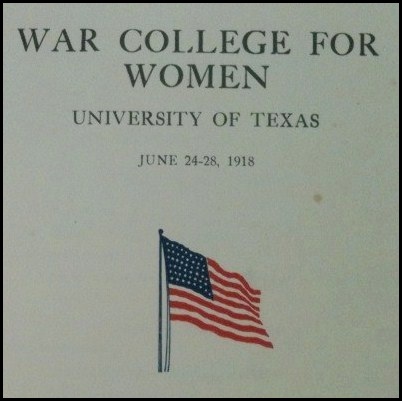 WAR COLLEGE FOR
WOMEN
UNIVERSITY OF TEXAS
JUNE 24-28, 1918